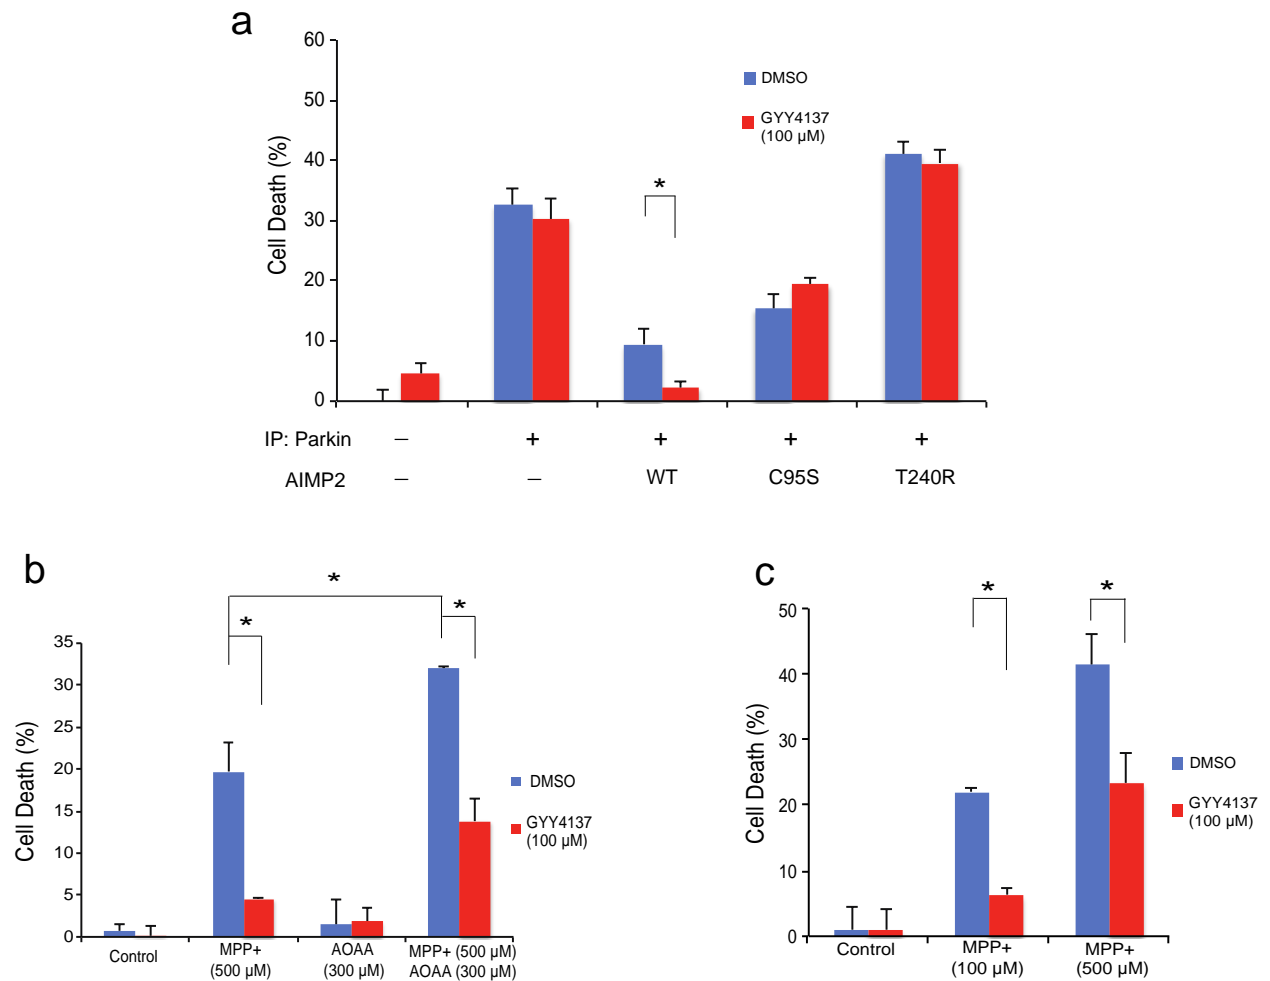 a
60
50
40
30
20
10
0
Cell Death (%)
DMSO
GYY4137
(100 µM)
*
IP: Parkin – + + + +
AIMP2 – – WT C95S T240R
b
35
30
25
20
15
10
5
0
Cell Death (%)
*
*
*
DMSO
GYY4137
(100 µM)
Control
MPP+
(500 µM)
AOAA
(300 µM)
MPP+ (500 µM)
AOAA (300 µM)
c
50
40
30
20
10
0
Cell Death (%)
*
*
DMSO
GYY4137
(100 µM)
Control
MPP+
(100 µM)
MPP+
(500 µM)